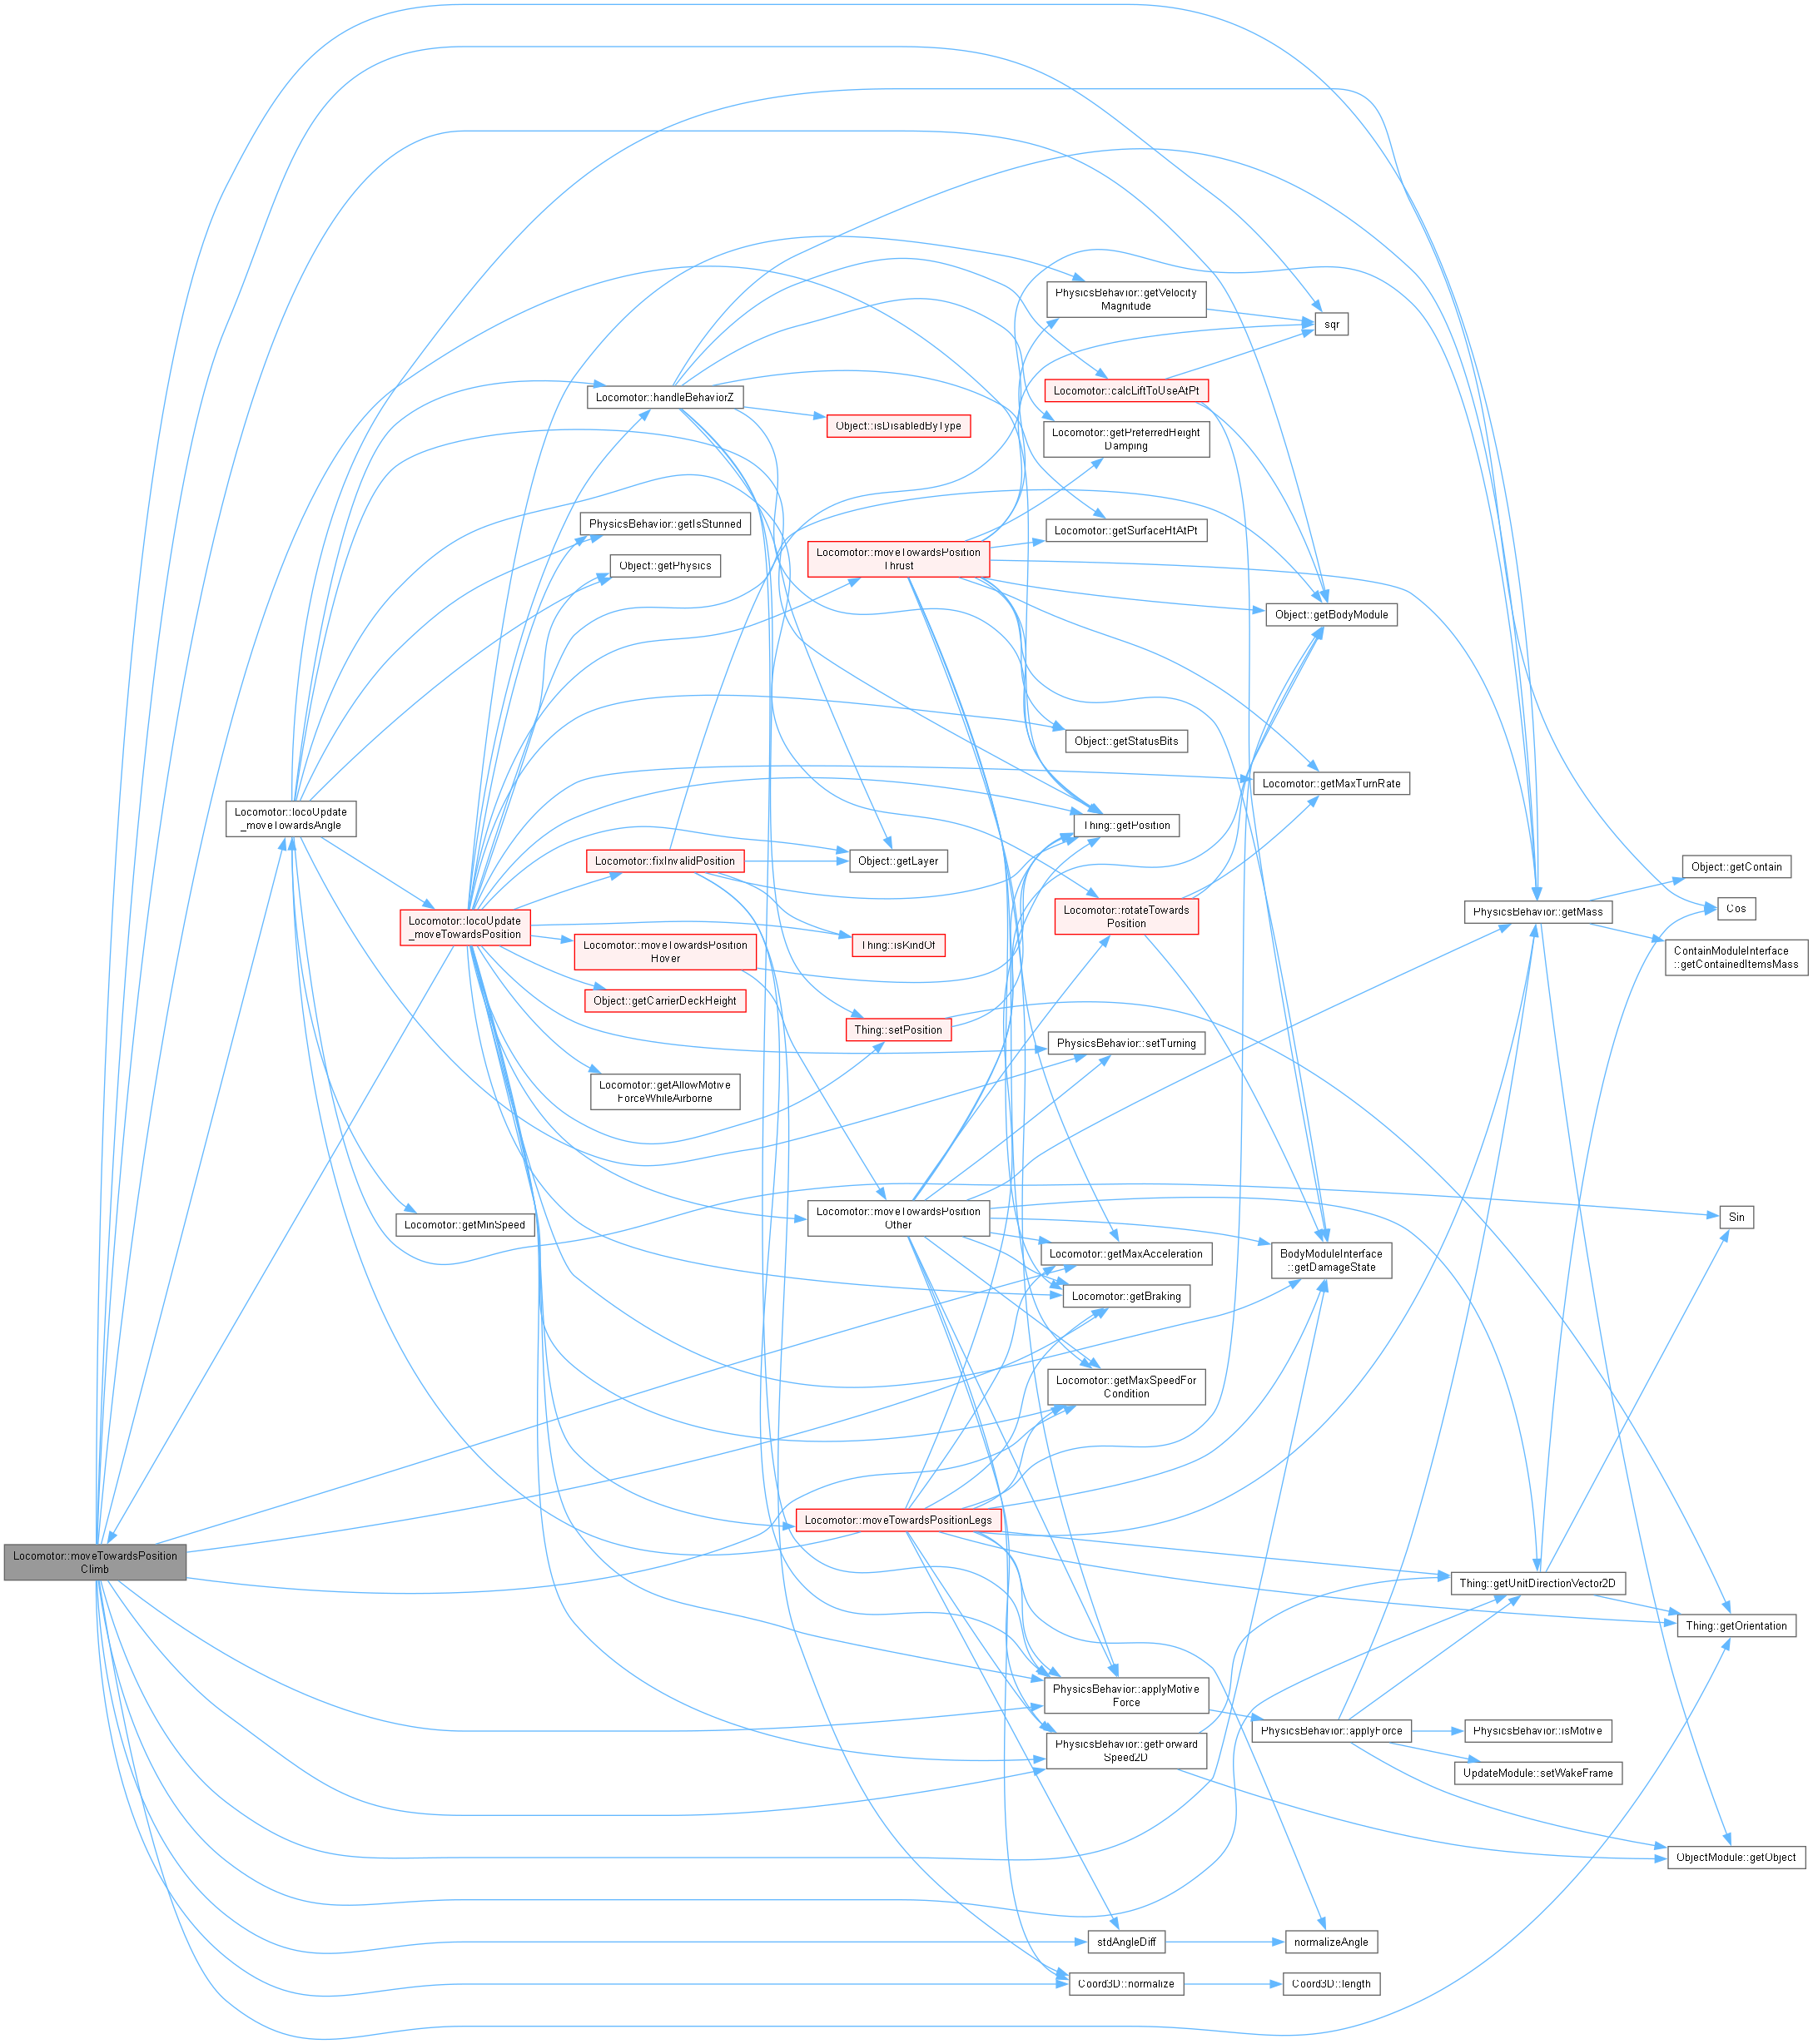 Locomotor::moveTowardsPosition
Climb
Locomotor::locoUpdate
_moveTowardsAngle
Locomotor::locoUpdate
_moveTowardsPosition
Locomotor::getMinSpeed
Locomotor::handleBehaviorZ
PhysicsBehavior::getIsStunned
Object::getPhysics
Locomotor::fixInvalidPosition
Locomotor::moveTowardsPosition
Hover
Object::getCarrierDeckHeight
Locomotor::getAllowMotive
ForceWhileAirborne
Object::isDisabledByType
Locomotor::moveTowardsPosition
Thrust
Object::getLayer
Thing::isKindOf
Thing::setPosition
Locomotor::moveTowardsPosition
Other
Locomotor::moveTowardsPositionLegs
PhysicsBehavior::getVelocity
Magnitude
Locomotor::calcLiftToUseAtPt
Locomotor::getPreferredHeight
Damping
Locomotor::getSurfaceHtAtPt
Object::getStatusBits
Thing::getPosition
Locomotor::rotateTowards
Position
PhysicsBehavior::setTurning
Locomotor::getMaxAcceleration
Locomotor::getBraking
Locomotor::getMaxSpeedFor
Condition
PhysicsBehavior::applyMotive
Force
PhysicsBehavior::getForward
Speed2D
stdAngleDiff
Coord3D::normalize
sqr
Object::getBodyModule
Locomotor::getMaxTurnRate
BodyModuleInterface
::getDamageState
PhysicsBehavior::applyForce
normalizeAngle
Coord3D::length
PhysicsBehavior::getMass
Thing::getUnitDirectionVector2D
PhysicsBehavior::isMotive
UpdateModule::setWakeFrame
Object::getContain
Cos
ContainModuleInterface
::getContainedItemsMass
Sin
Thing::getOrientation
ObjectModule::getObject